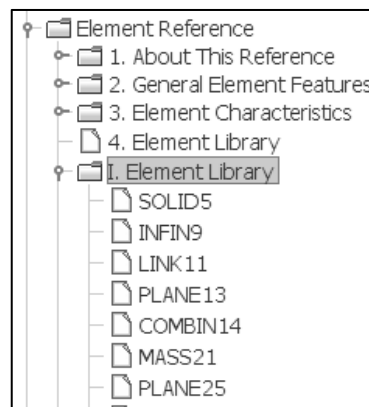 Element Reference
1. About This Reference
2. General Element Features
3. Element Characteristics
4. Element Library
I. Element Library
SOLID5
INFIN9
LINK11
PLANE13
COMBIN14
MASS21
PLANE25